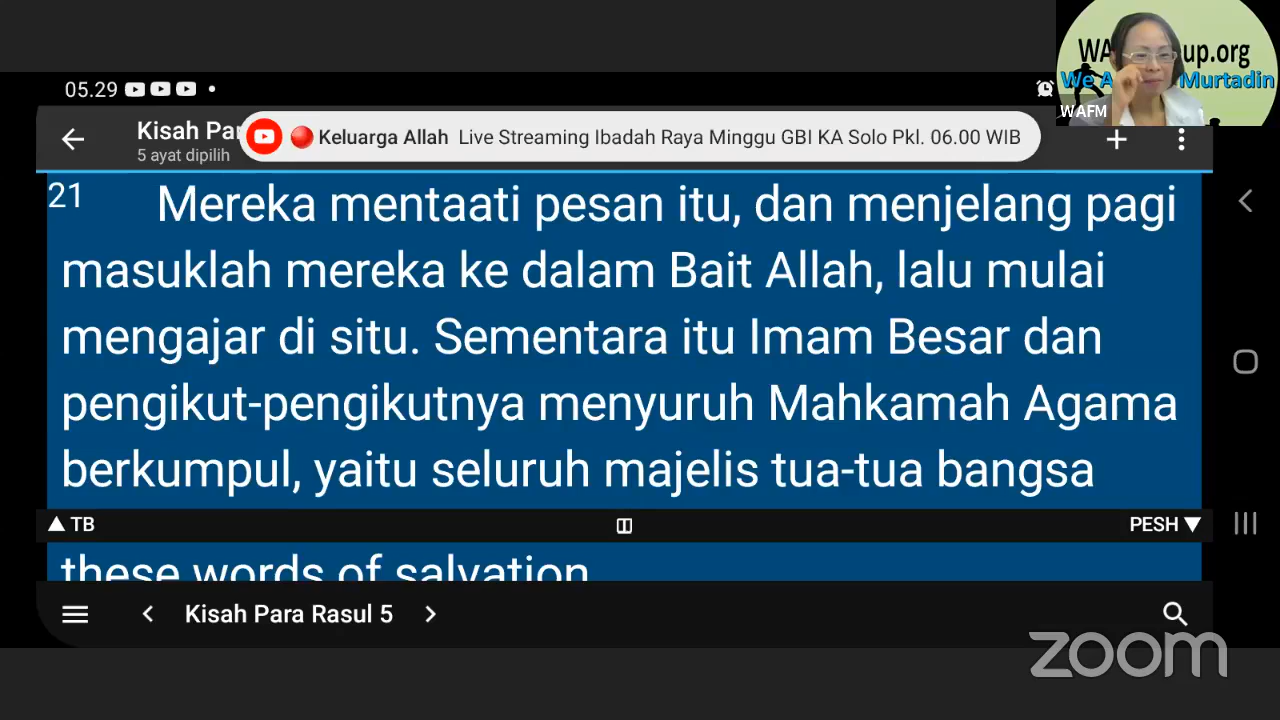 WA up.org
We A Murtadin
WAFM
05.29
Kisah Par
5 ayat dipilih
Keluarga Allah Live Streaming Ibadah Raya Minggu GBI KA Solo Pkl. 06.00 WIB
21 Mereka mentaati pesan itu, dan menjelang pagi
masuklah mereka ke dalam Bait Allah, lalu mulai
mengajar di situ. Sementara itu Imam Besar dan
pengikut-pengikutnya menyuruh Mahkamah Agama
berkumpul, yaitu seluruh majelis tua-tua bangsa
TB PESH
these words of salvation
Kisah Para Rasul 5
zoom